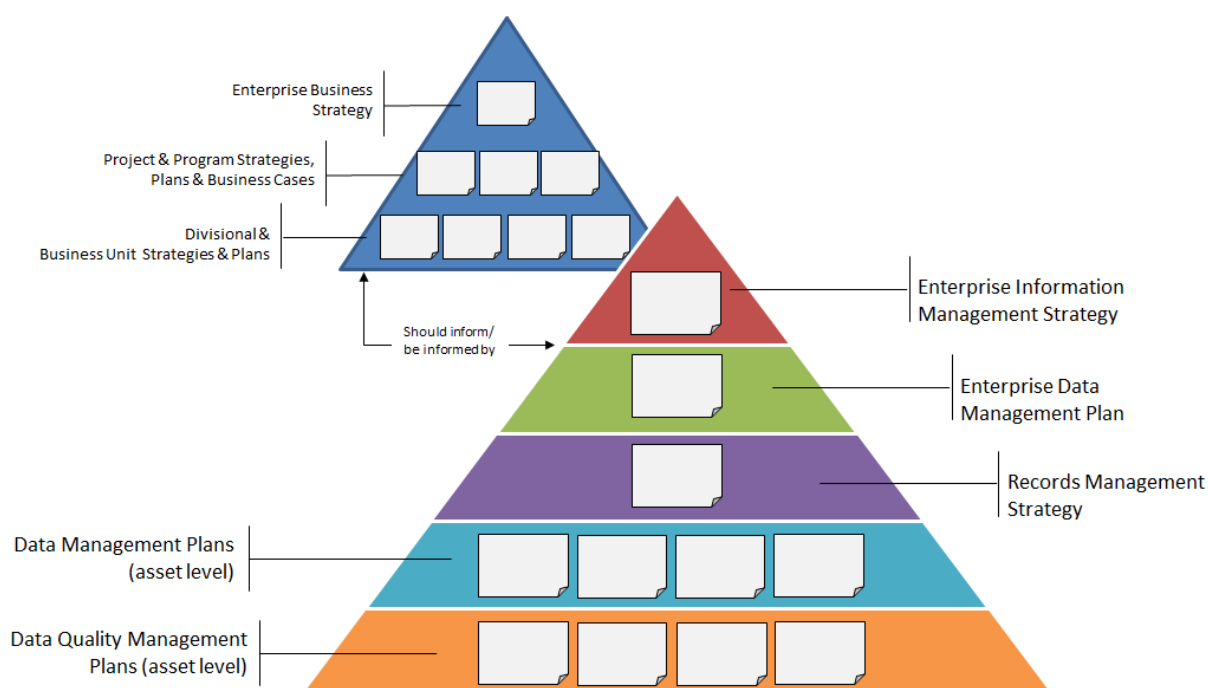 Enterprise Business
Strategy
Project & Program Strategies,
Plans & Business Cases
Divisional &
Business Unit Strategies & Plans
Should inform/
be informed by
Enterprise Information
Management Strategy
Enterprise Data
Management Plan
Records Management
Strategy
Data Management Plans
(asset level)
Data Quality Management
Plans (asset level)